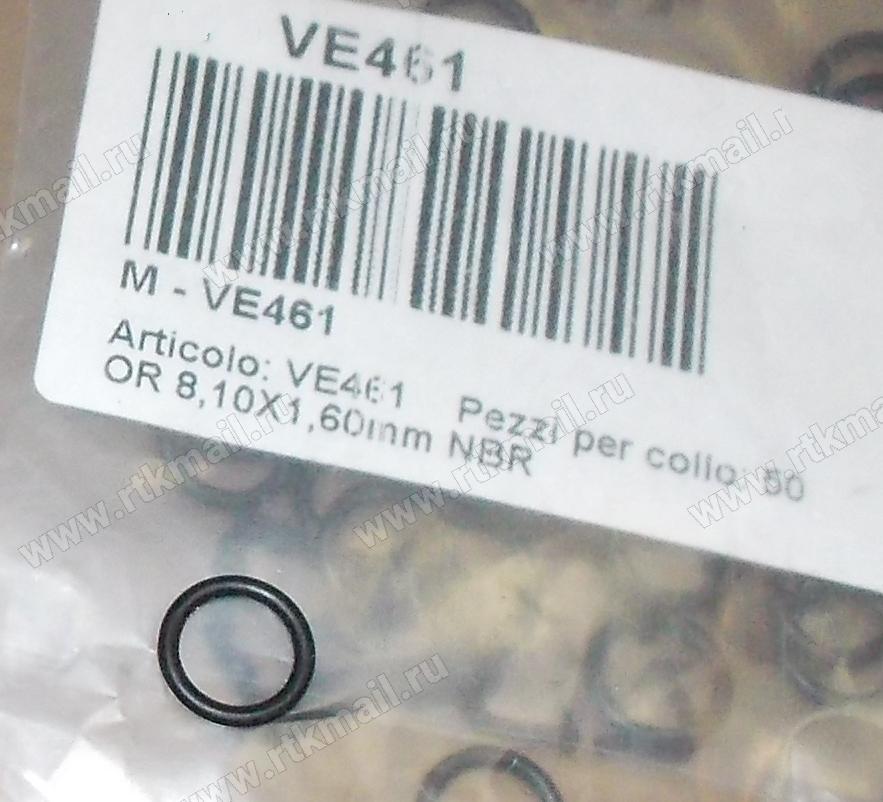 VE461
M - VE461
Articolo: VE461 Pezzi per collo: 50
OR 8,10X1,60mm NBR
www.rtkmail.ru